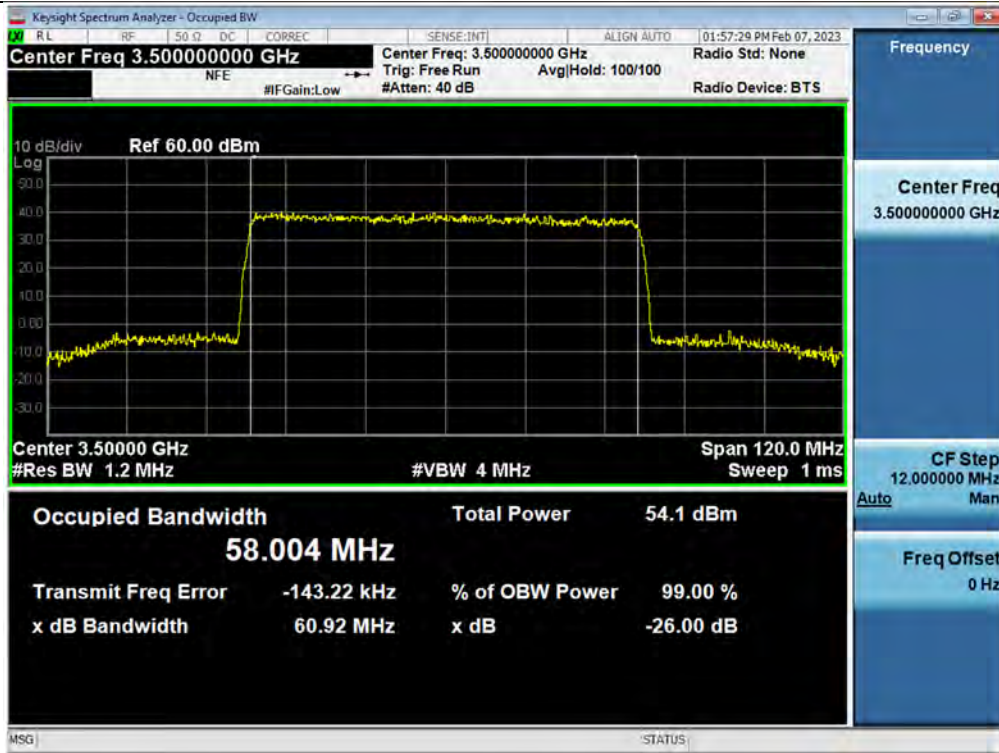 Keysight Spectrum Analyzer - Occupied BW
LXI RL RF 50 Ω DC CORREC SENSE:INT ALIGN AUTO 01:57:29 PM Feb 07, 2023
Center Freq 3.500000000 GHz
NFE
#IFGain:Low
Center Freq: 3.500000000 GHz
Trig: Free Run Avg|Hold: 100/100
#Atten: 40 dB
Radio Std: None
Radio Device: BTS
10 dB/div Ref 60.00 dBm
Log
50.0
40.0
30.0
20.0
10.0
0.00
-10.0
-20.0
-30.0
Center 3.50000 GHz Span 120.0 MHz
#Res BW 1.2 MHz #VBW 4 MHz Sweep 1 ms
Occupied Bandwidth Total Power 54.1 dBm
58.004 MHz
Transmit Freq Error -143.22 kHz % of OBW Power 99.00 %
x dB Bandwidth 60.92 MHz x dB -26.00 dB
Frequency
Center Freq
3.500000000 GHz
CF Step
12.000000 MHz
Auto Man
Freq Offset
0 Hz
MSG STATUS